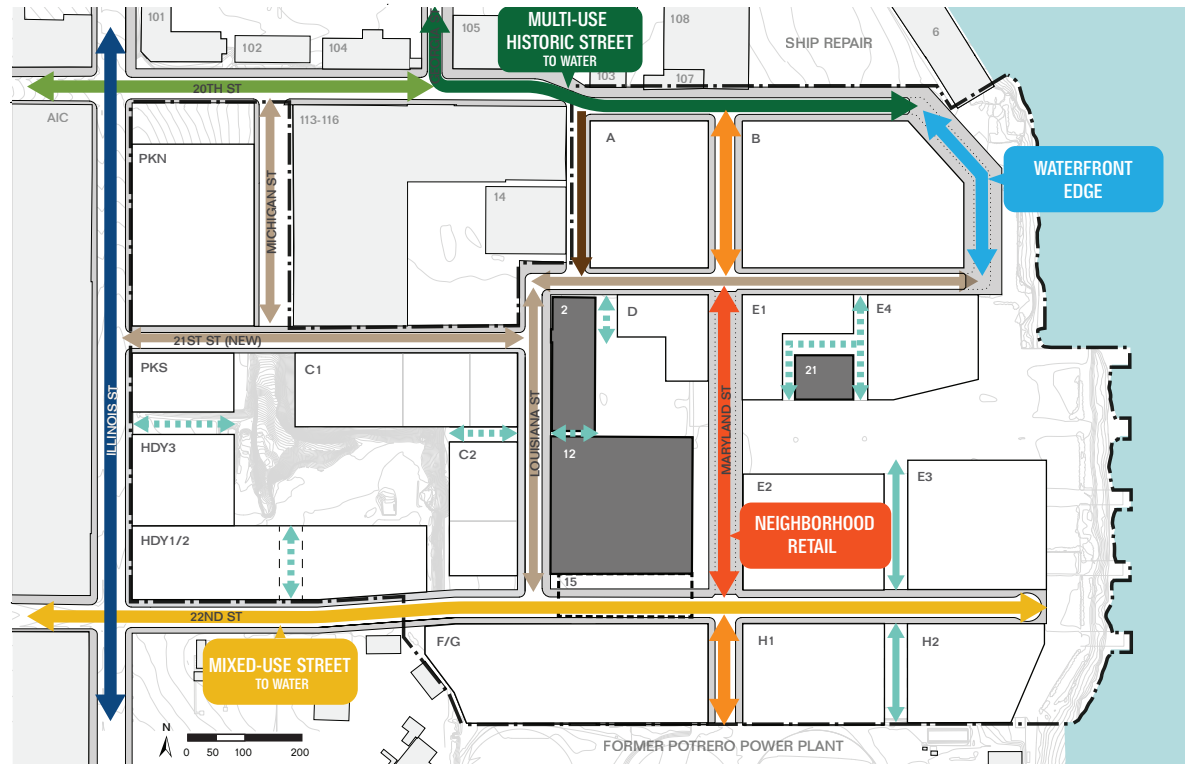 101
102
104
105
MULTI-USE
HISTORIC STREET
TO WATER
108
SHIP REPAIR
6
103
107
20TH ST
AIC
PKN
MICHIGAN ST
113-116
14
A
B
WATERFRONT
EDGE
21ST ST (NEW)
2
D
E1
E4
21
PKS
C1
ILLINOIS ST
LOUISIANA ST
MARYLAND ST
HDY3
C2
12
E2
E3
NEIGHBORHOOD
RETAIL
HDY1/2
15
22ND ST
MIXED-USE STREET
TO WATER
F/G
H1
H2
N
0 50 100 200
FORMER POTRERO POWER PLANT